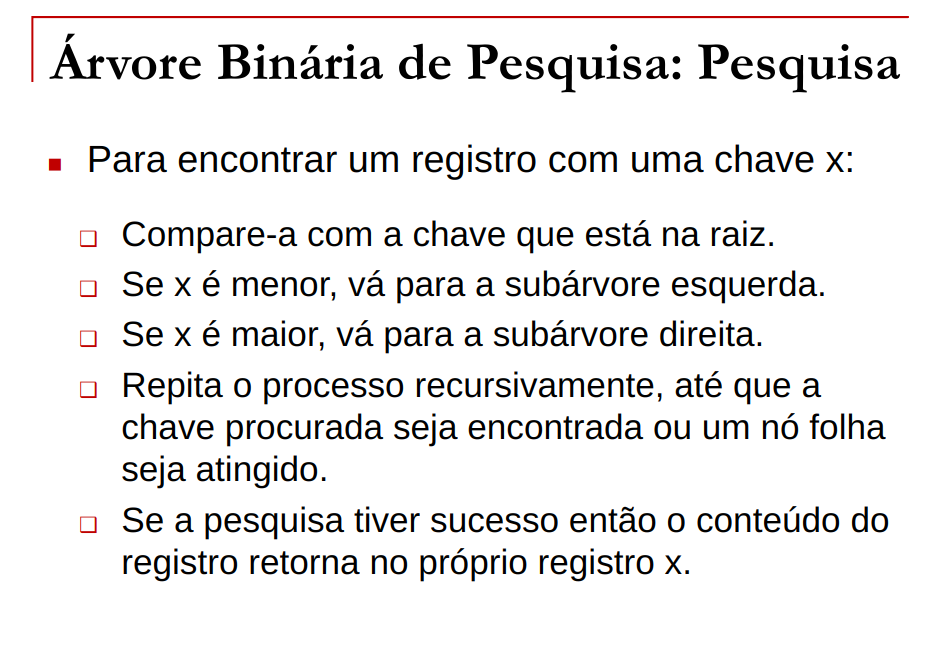 Árvore Binária de Pesquisa: Pesquisa
Para encontrar um registro com uma chave x:
Compare-a com a chave que está na raiz.
Se x é menor, vá para a subárvore esquerda.
Se x é maior, vá para a subárvore direita.
Repita o processo recursivamente, até que a
chave procurada seja encontrada ou um nó folha
seja atingido.
Se a pesquisa tiver sucesso então o conteúdo do
registro retorna no próprio registro x.